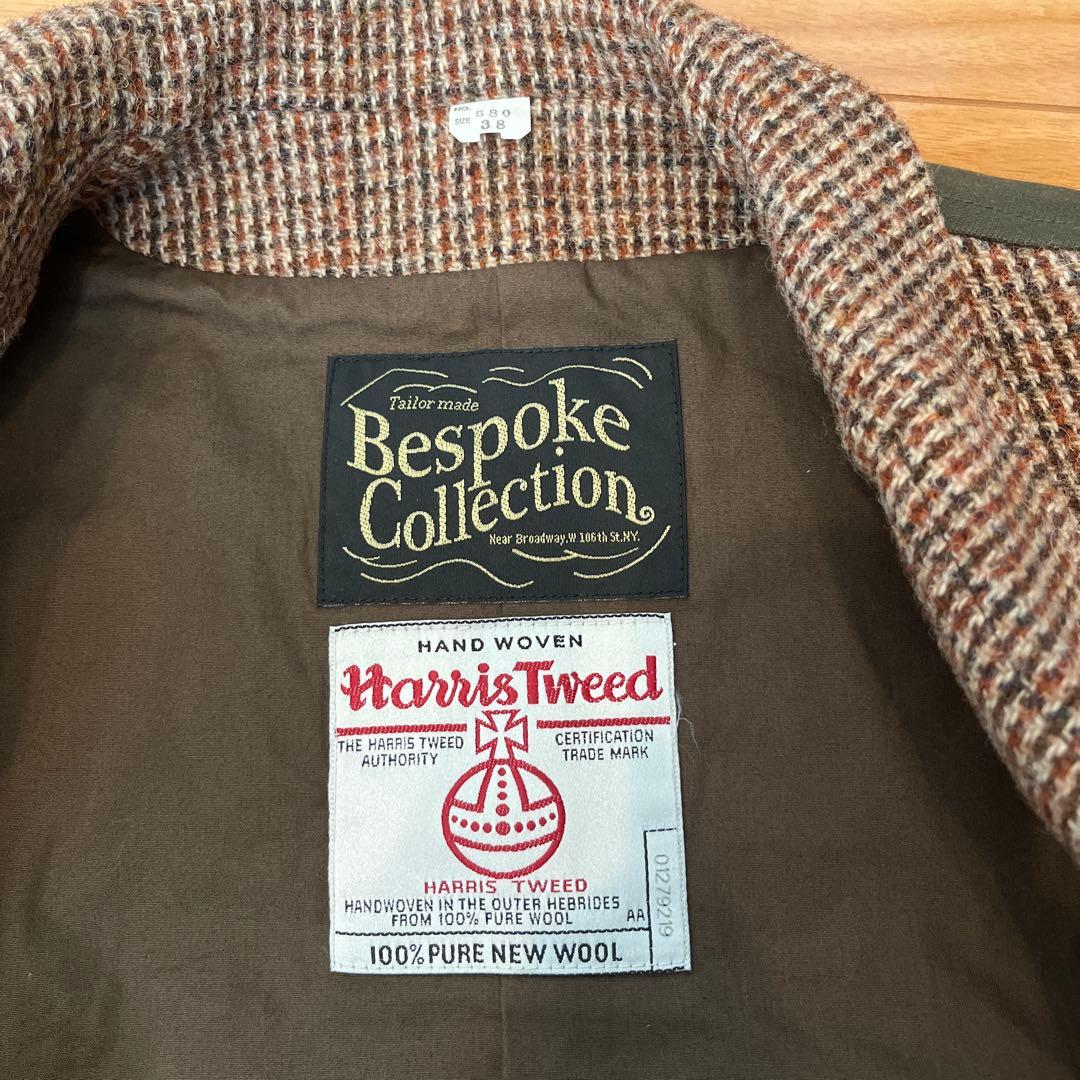 NO. 580
SIZE 38
Tailor made
Bespoke
Collection
Near Broadway.W 106th St.NY.
HAND WOVEN
Harris Tweed
THE HARRIS TWEED
AUTHORITY
CERTIFICATION
TRADE MARK
HARRIS TWEED
HANDWOVEN IN THE OUTER HEBRIDES
FROM 100% PURE WOOL
AA
01279219
100% PURE NEW WOOL